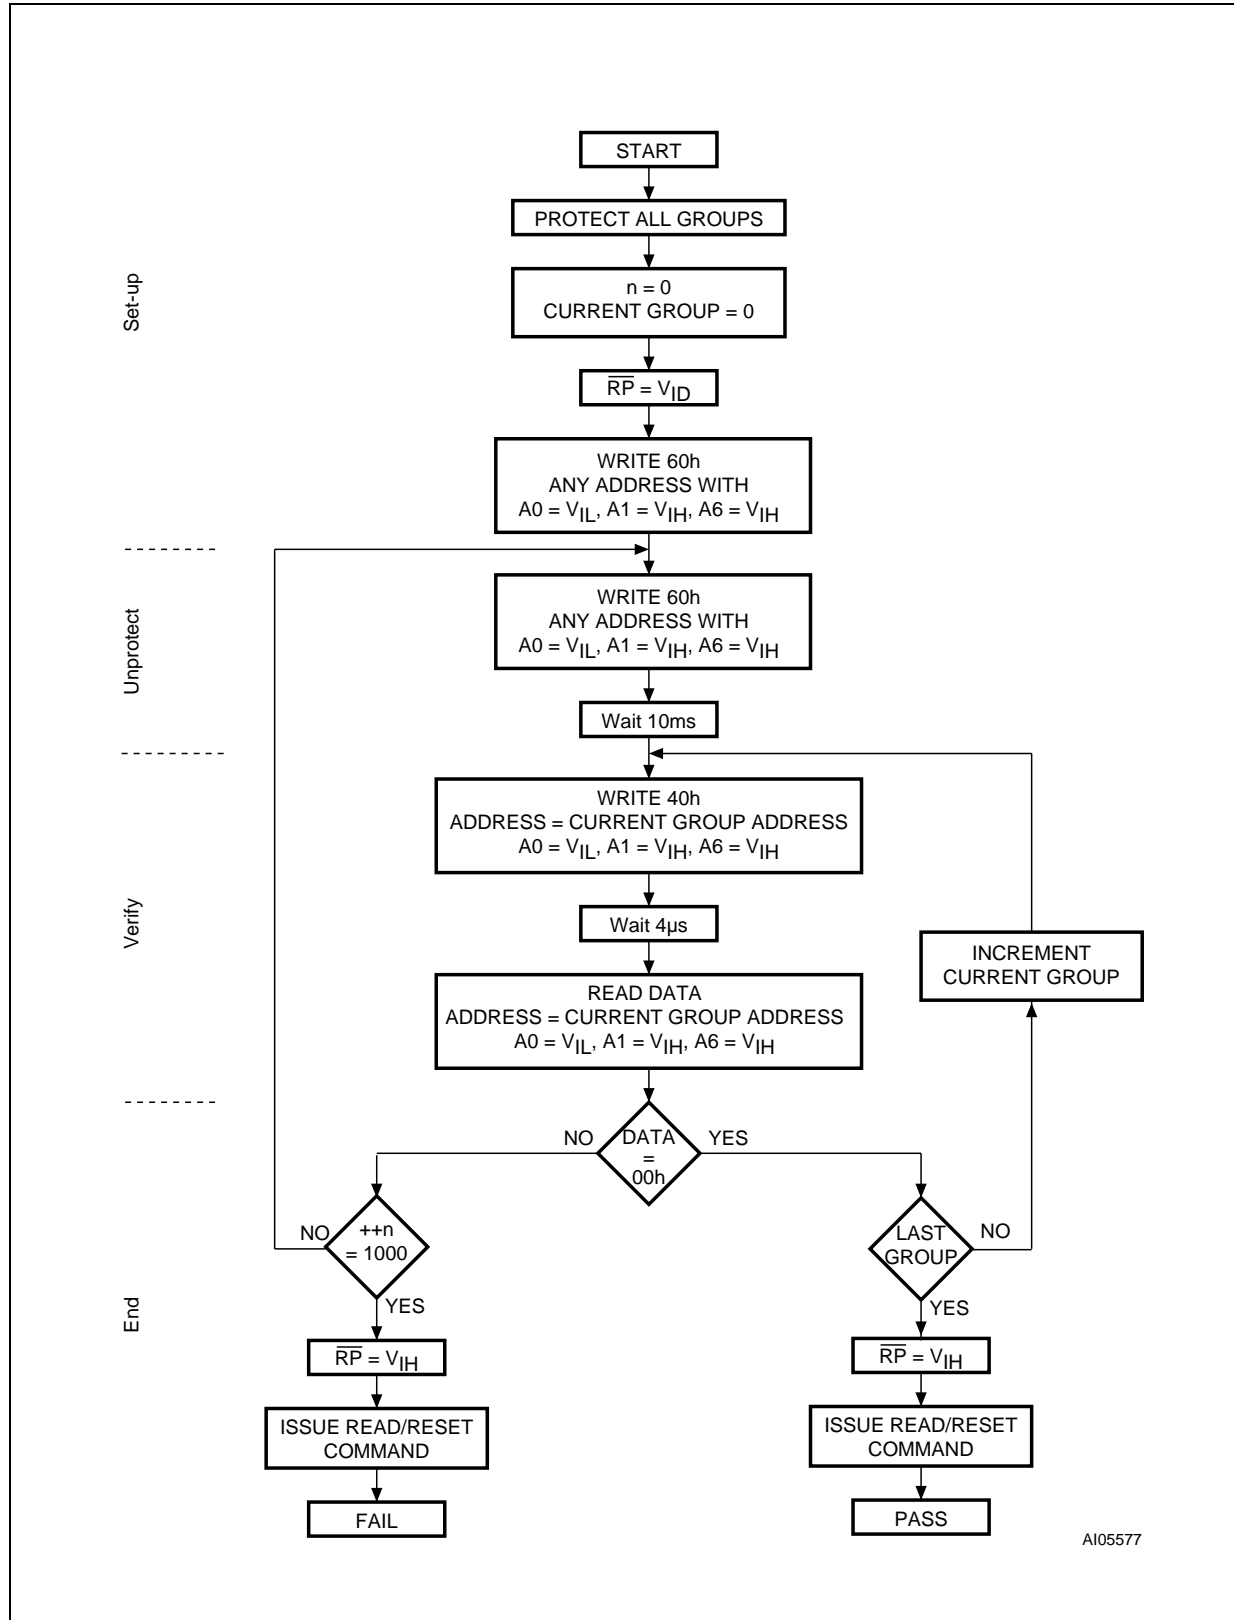 START
PROTECT ALL GROUPS
n = 0
CURRENT GROUP = 0
Set-up
R̅P̅ = VID
WRITE 60h
ANY ADDRESS WITH
A0 = VIL, A1 = VIH, A6 = VIH
WRITE 60h
ANY ADDRESS WITH
A0 = VIL, A1 = VIH, A6 = VIH
Unprotect
Wait 10ms
WRITE 40h
ADDRESS = CURRENT GROUP ADDRESS
A0 = VIL, A1 = VIH, A6 = VIH
Verify
Wait 4µs
INCREMENT
CURRENT GROUP
READ DATA
ADDRESS = CURRENT GROUP ADDRESS
A0 = VIL, A1 = VIH, A6 = VIH
NO
DATA
=
00h
YES
NO
++n
= 1000
LAST
GROUP
NO
End
YES
YES
R̅P̅ = VIH
R̅P̅ = VIH
ISSUE READ/RESET
COMMAND
ISSUE READ/RESET
COMMAND
FAIL
PASS
AI05577